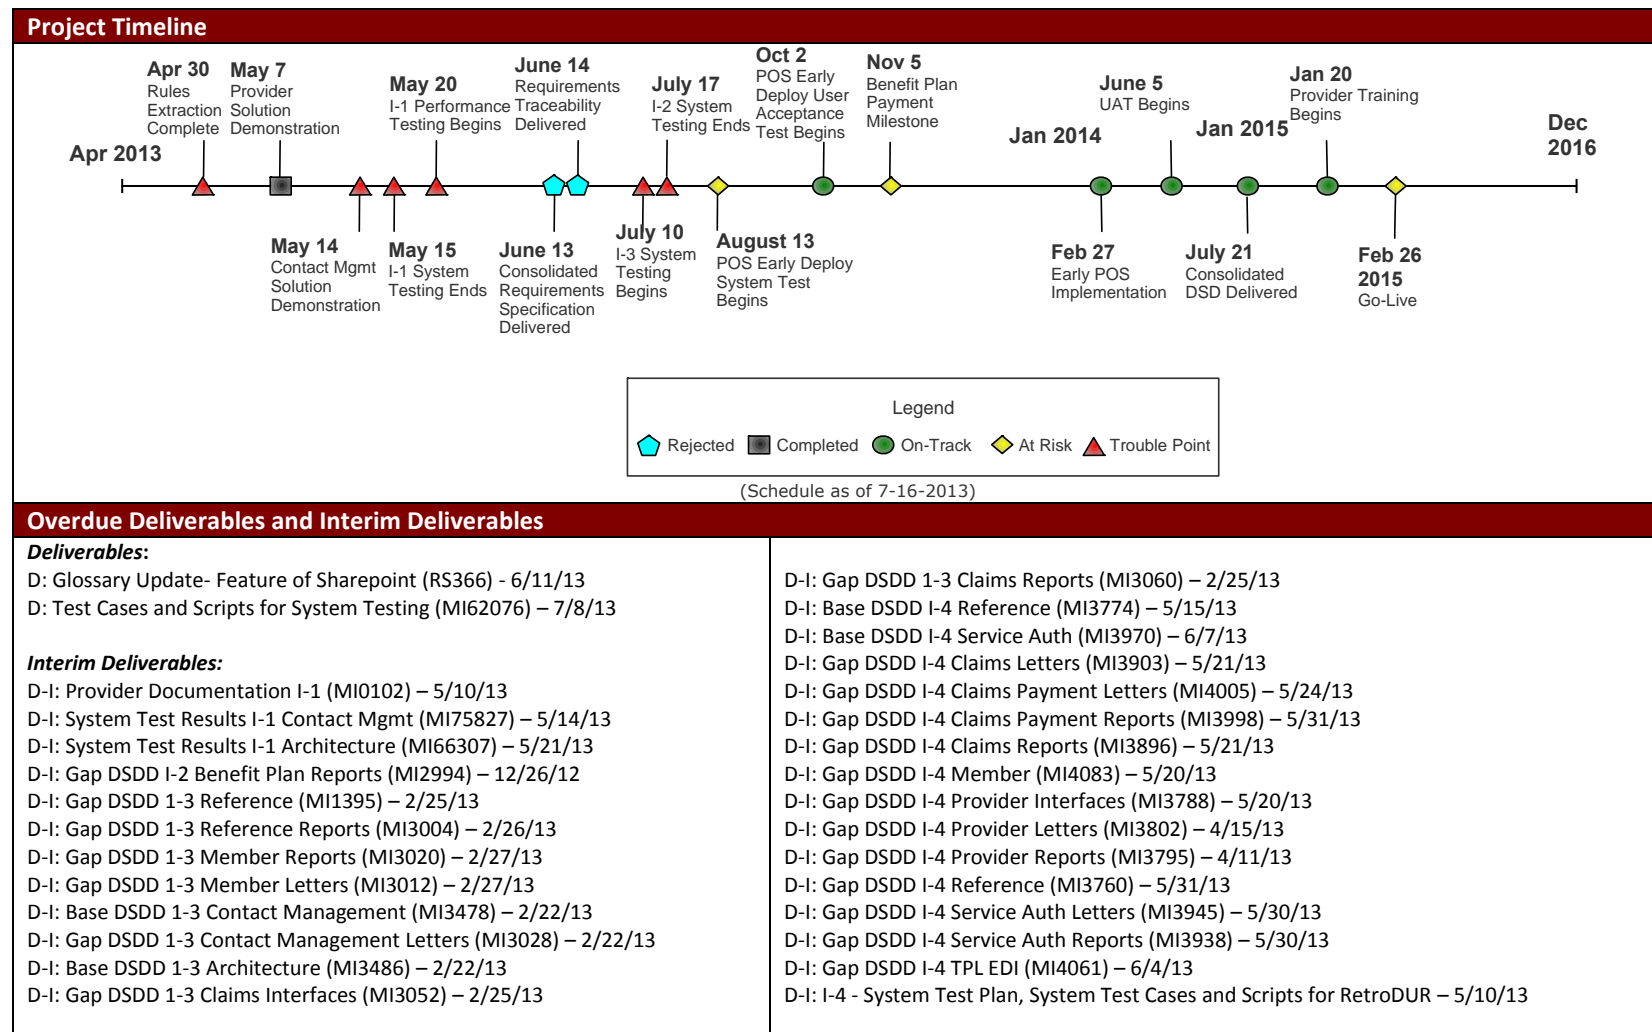 Project Timeline
Apr 2013
Apr 30
Rules
Extraction
Complete
May 7
Provider
Solution
Demonstration
May 20
I-1 Performance
Testing Begins
June 14
Requirements
Traceability
Delivered
July 17
I-2 System
Testing Ends
Oct 2
POS Early
Deploy User
Acceptance
Test Begins
Nov 5
Benefit Plan
Payment
Milestone
Jan 2014
June 5
UAT Begins
Jan 2015
Jan 20
Provider Training
Begins
Dec
2016
May 14
Contact Mgmt
Solution
Demonstration
May 15
I-1 System
Testing Ends
June 13
Consolidated
Requirements
Specification
Delivered
July 10
I-3 System
Testing
Begins
August 13
POS Early Deploy
System Test
Begins
Feb 27
Early POS
Implementation
July 21
Consolidated
DSD Delivered
Feb 26
2015
Go-Live
Legend
Rejected Completed On-Track At Risk Trouble Point
(Schedule as of 7-16-2013)
Overdue Deliverables and Interim Deliverables
Deliverables:
D: Glossary Update- Feature of Sharepoint (RS366) - 6/11/13
D: Test Cases and Scripts for System Testing (MI62076) – 7/8/13
Interim Deliverables:
D-I: Provider Documentation I-1 (MI0102) – 5/10/13
D-I: System Test Results I-1 Contact Mgmt (MI75827) – 5/14/13
D-I: System Test Results I-1 Architecture (MI66307) – 5/21/13
D-I: Gap DSDD I-2 Benefit Plan Reports (MI2994) – 12/26/12
D-I: Gap DSDD 1-3 Reference (MI1395) – 2/25/13
D-I: Gap DSDD 1-3 Reference Reports (MI3004) – 2/26/13
D-I: Gap DSDD 1-3 Member Reports (MI3020) – 2/27/13
D-I: Gap DSDD 1-3 Member Letters (MI3012) – 2/27/13
D-I: Base DSDD 1-3 Contact Management (MI3478) – 2/22/13
D-I: Gap DSDD 1-3 Contact Management Letters (MI3028) – 2/22/13
D-I: Base DSDD 1-3 Architecture (MI3486) – 2/22/13
D-I: Gap DSDD 1-3 Claims Interfaces (MI3052) – 2/25/13
D-I: Gap DSDD 1-3 Claims Reports (MI3060) – 2/25/13
D-I: Base DSDD I-4 Reference (MI3774) – 5/15/13
D-I: Base DSDD I-4 Service Auth (MI3970) – 6/7/13
D-I: Gap DSDD I-4 Claims Letters (MI3903) – 5/21/13
D-I: Gap DSDD I-4 Claims Payment Letters (MI4005) – 5/24/13
D-I: Gap DSDD I-4 Claims Payment Reports (MI3998) – 5/31/13
D-I: Gap DSDD I-4 Claims Reports (MI3896) – 5/21/13
D-I: Gap DSDD I-4 Member (MI4083) – 5/20/13
D-I: Gap DSDD I-4 Provider Interfaces (MI3788) – 5/20/13
D-I: Gap DSDD I-4 Provider Letters (MI3802) – 4/15/13
D-I: Gap DSDD I-4 Provider Reports (MI3795) – 4/11/13
D-I: Gap DSDD I-4 Reference (MI3760) – 5/31/13
D-I: Gap DSDD I-4 Service Auth Letters (MI3945) – 5/30/13
D-I: Gap DSDD I-4 Service Auth Reports (MI3938) – 5/30/13
D-I: Gap DSDD I-4 TPL EDI (MI4061) – 6/4/13
D-I: I-4 - System Test Plan, System Test Cases and Scripts for RetroDUR – 5/10/13